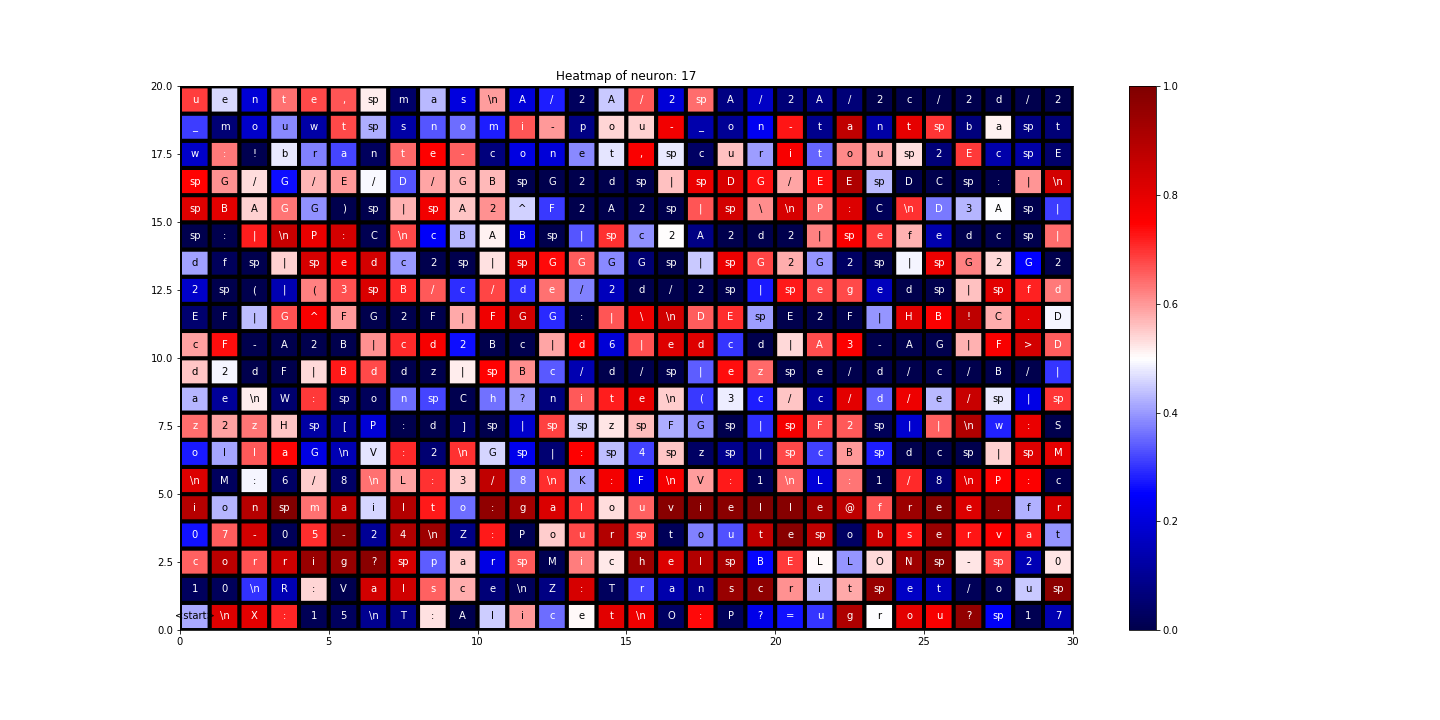 Heatmap of neuron: 17
20.0
17.5
15.0
12.5
10.0
7.5
5.0
2.5
0.0
u e n t e , sp m a s \n A / 2 A / 2 sp A / 2 A / 2 c / 2 d / 2
_ m o u w t sp s n o m i - p o u - _ o n - t a n t sp b a sp t
w : ! b r a n t e - c o n e t , sp c u r i t o u sp 2 E c sp E
sp G / G / E / D / G B sp G 2 d sp | sp D G / E E sp D C sp : | \n
sp B A G G ) sp | sp A 2 ^ F 2 A 2 sp | sp \ \n P : C \n D 3 A sp |
sp : | \n P : C \n c B A B sp | sp c 2 A 2 d 2 | sp e f e d c sp |
d f sp | sp e d c 2 sp | sp G G G G sp | sp G 2 G 2 sp | sp G 2 G 2
2 sp ( | ( 3 sp B / c / d e / 2 d / 2 sp | sp e g e d sp | sp f d
E F | G ^ F G 2 F | F G G : | \ \n D E sp E 2 F | H B ! C . D
c F - A 2 B | c d 2 B c | d 6 | e d c d | A 3 - A G | F > D
d 2 d F | B d d z | sp B c / d / sp | e z sp e / d / c / B / |
a e \n W : sp o n sp C h ? n i t e \n ( 3 c / c / d / e / sp | sp
z 2 z H sp [ P : d ] sp | sp sp z sp F G sp | sp F 2 sp | | \n w : S
o l l a G \n V : 2 \n G sp | : sp 4 sp z sp | sp c B sp d c sp | sp M
\n M : 6 / 8 \n L : 3 / 8 \n K : F \n V : 1 \n L : 1 / 8 \n P : c
i o n sp m a i l t o : g a l o u v i e l l e @ f r e e . f r
0 7 - 0 5 - 2 4 \n Z : P o u r sp t o u t e sp o b s e r v a t
c o r r i g ? sp p a r sp M i c h e l sp B E L L O N sp - sp 2 0
1 0 \n R : V a l s c e \n Z : T r a n s c r i t sp e t / o u sp
<start> \n X : 1 5 \n T : A l i c e t \n O : P ? = u g r o u ? sp 1 7
0 5 10 15 20 25 30
1.0
0.8
0.6
0.4
0.2
0.0